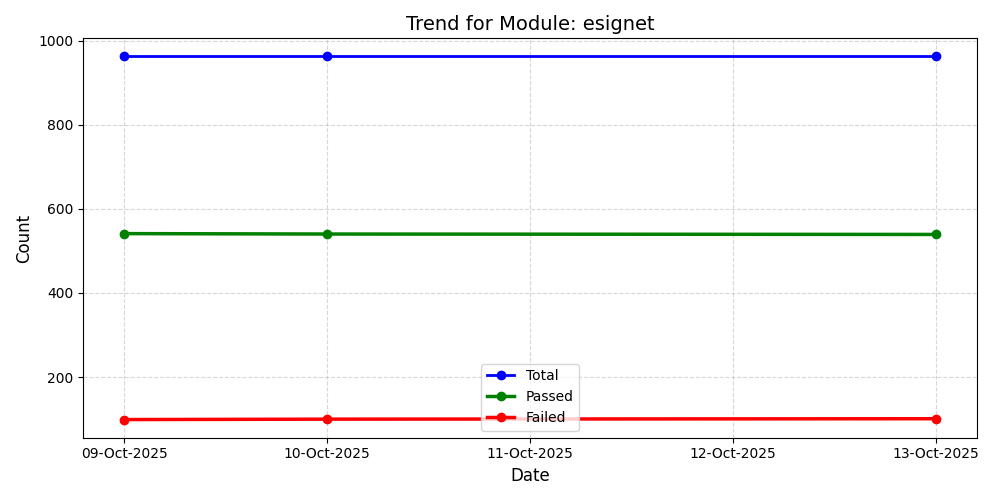 Trend for Module: esignet
1000
800
600
400
200
Count
Total
Passed
Failed
09-Oct-2025 10-Oct-2025 11-Oct-2025 12-Oct-2025 13-Oct-2025
Date